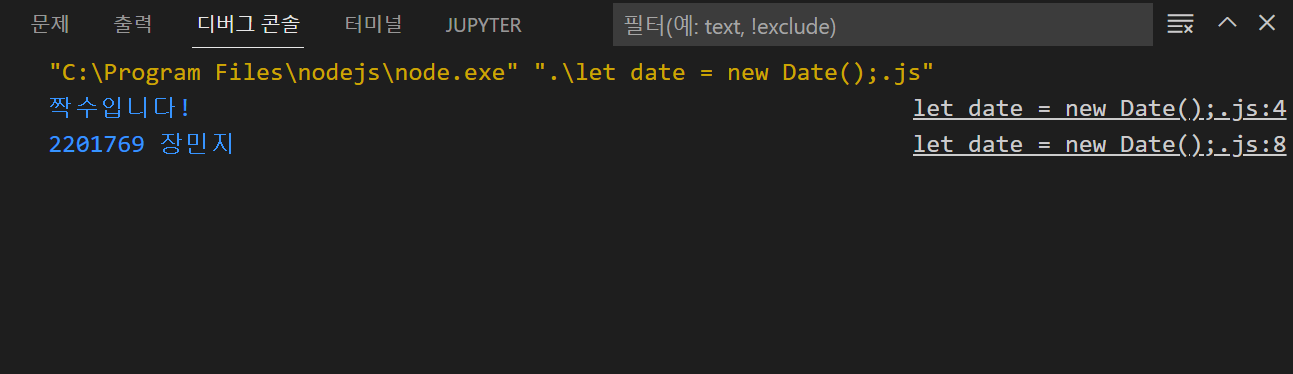 문제 출력 디버그 콘솔 터미널 JUPYTER 필터(예: text, !exclude)
"C:\Program Files\nodejs\node.exe" ".\let date = new Date();.js"
짝수입니다! let date = new Date();.js:4
2201769 장민지 let date = new Date();.js:8